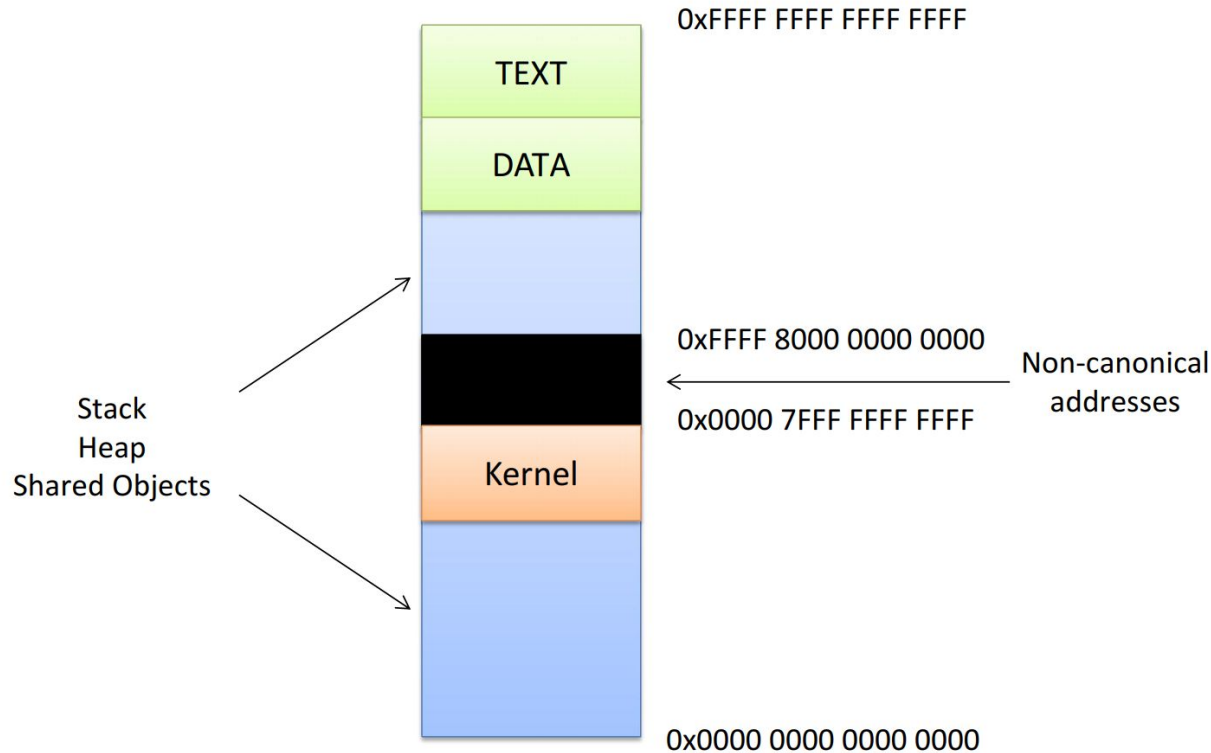 0xFFFF FFFF FFFF FFFF
TEXT
DATA
0xFFFF 8000 0000 0000
Non-canonical
addresses
Stack
Heap
Shared Objects
0x0000 7FFF FFFF FFFF
Kernel
0x0000 0000 0000 0000